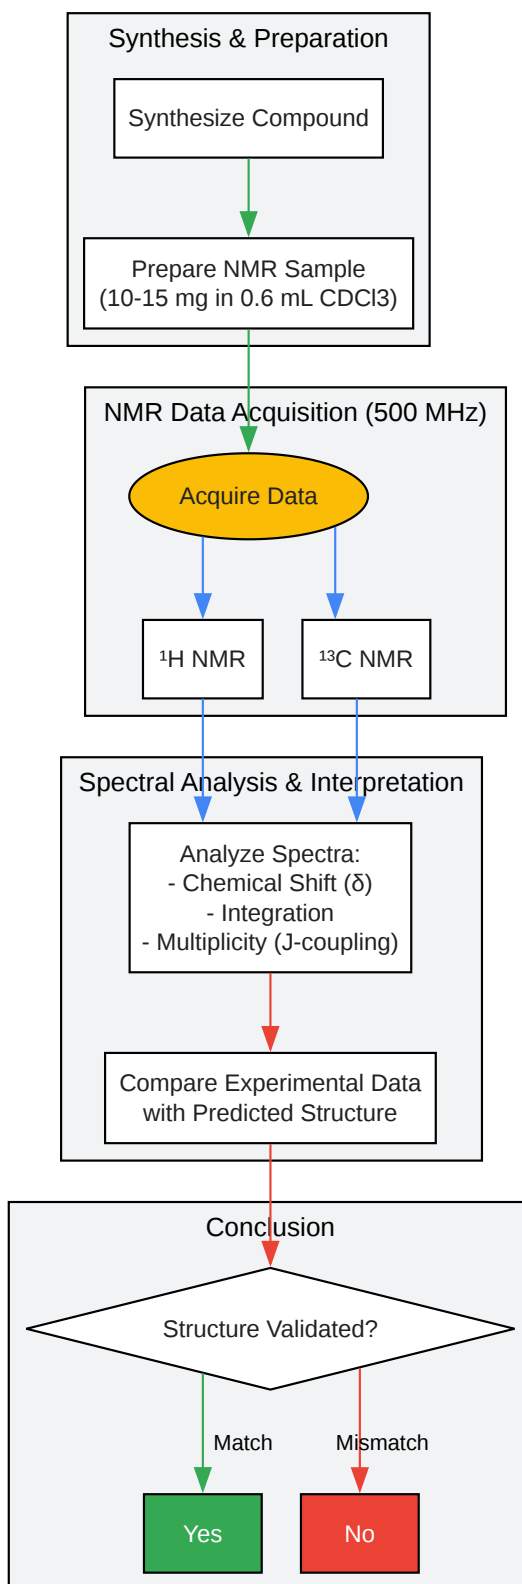 Synthesis & Preparation
Synthesize Compound
Prepare NMR Sample
(10-15 mg in 0.6 mL CDCl3)
NMR Data Acquisition (500 MHz)
Acquire Data
¹H NMR
¹³C NMR
Spectral Analysis & Interpretation
Analyze Spectra:
- Chemical Shift (δ)
- Integration
- Multiplicity (J-coupling)
Compare Experimental Data
with Predicted Structure
Conclusion
Structure Validated?
Match
Mismatch
Yes
No